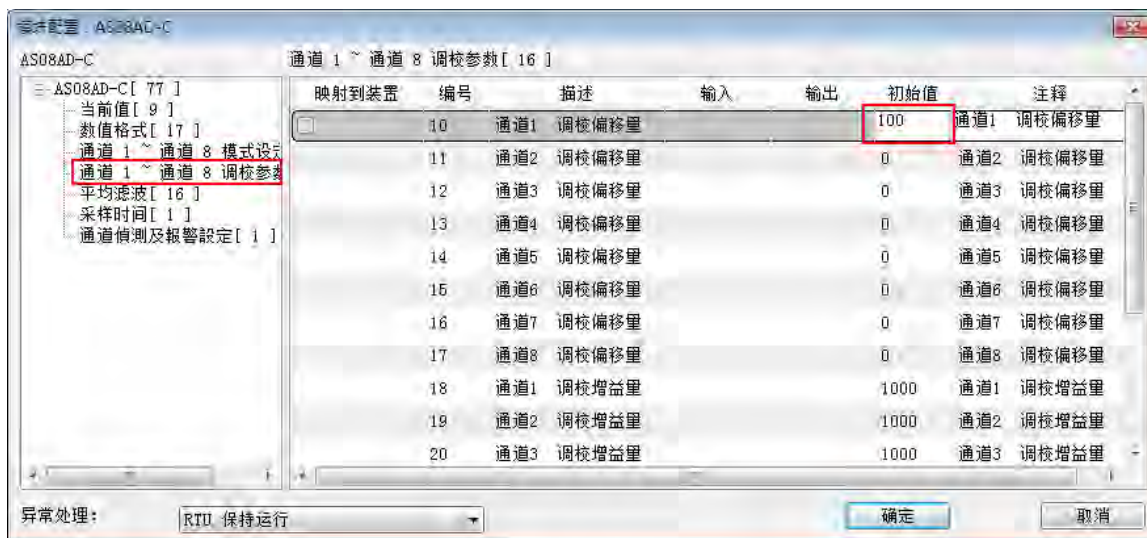 模块配置 : AS08AD-C
AS08AD-C
通道 1 ~ 通道 8 调校参数[ 16 ]
AS08AD-C[ 77 ]
当前值[ 9 ]
数值格式[ 17 ]
通道 1 ~ 通道 8 模式设定
通道 1 ~ 通道 8 调校参数
平均滤波[ 16 ]
采样时间[ 1 ]
通道偵測及报警設定[ 1 ]
映射到装置 编号 描述 输入 输出 初始值 注释
10 通道1 调校偏移量 100 通道1 调校偏移量
11 通道2 调校偏移量 0 通道2 调校偏移量
12 通道3 调校偏移量 0 通道3 调校偏移量
13 通道4 调校偏移量 0 通道4 调校偏移量
14 通道5 调校偏移量 0 通道5 调校偏移量
15 通道6 调校偏移量 0 通道6 调校偏移量
16 通道7 调校偏移量 0 通道7 调校偏移量
17 通道8 调校偏移量 0 通道8 调校偏移量
18 通道1 调校增益量 1000 通道1 调校增益量
19 通道2 调校增益量 1000 通道2 调校增益量
20 通道3 调校增益量 1000 通道3 调校增益量
异常处理: RTU 保持运行 确定 取消